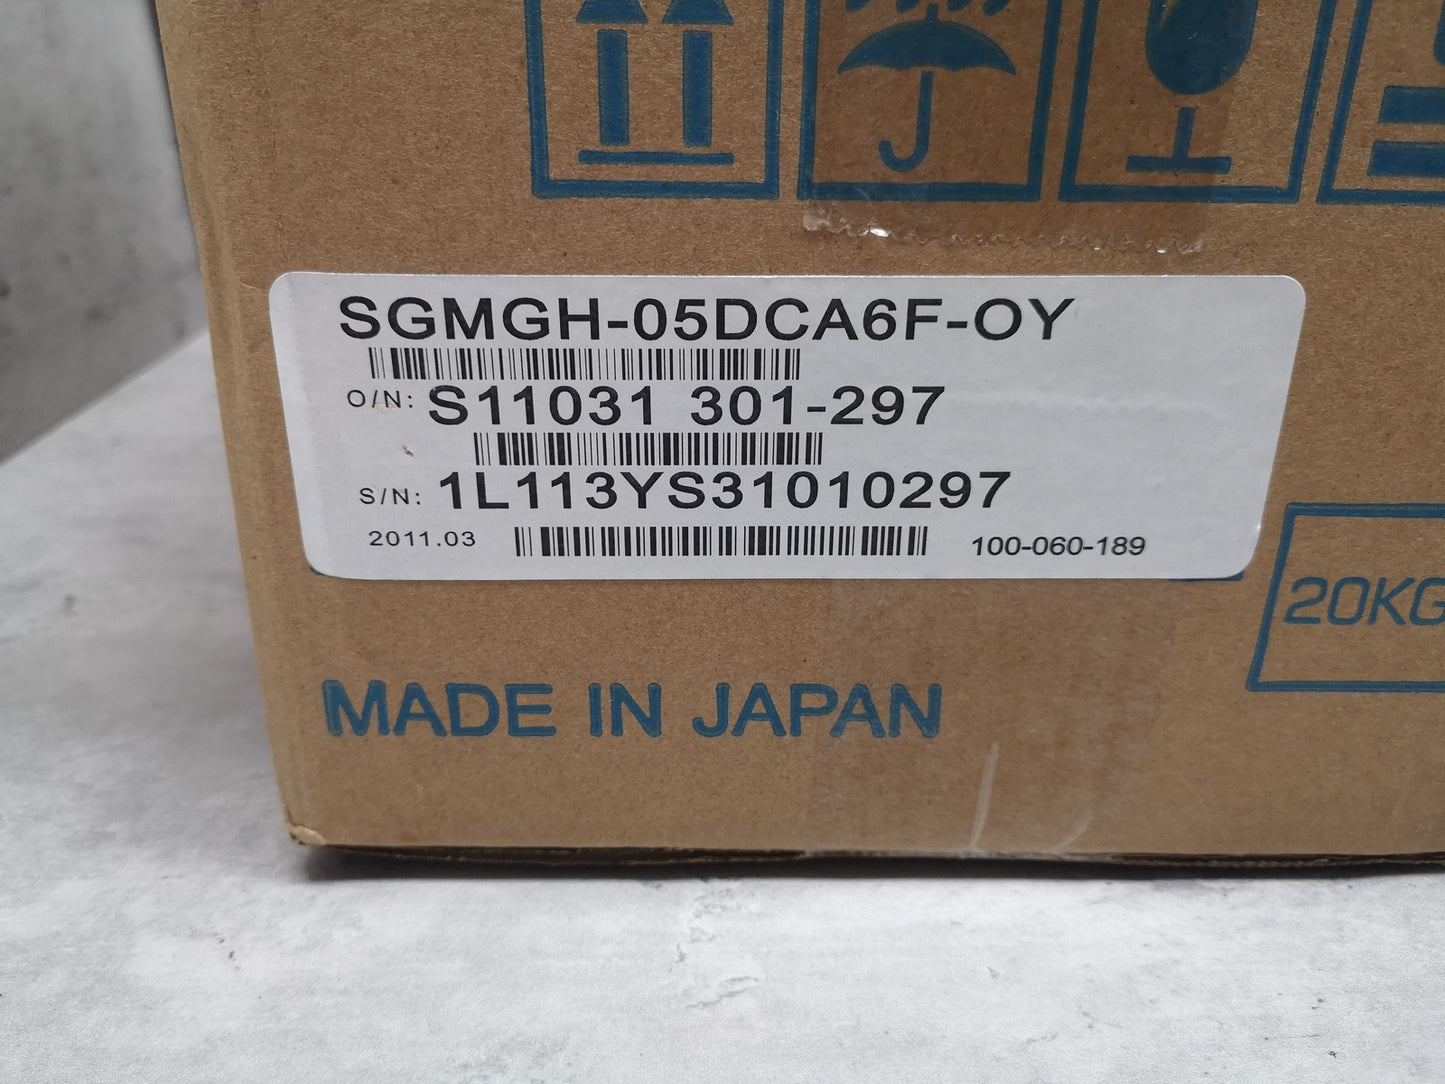 SGMGH-05DCA6F-OY
O/N: S11031 301-297
S/N: 1L113YS31010297
2011.03 100-060-189
20KG
MADE IN JAPAN